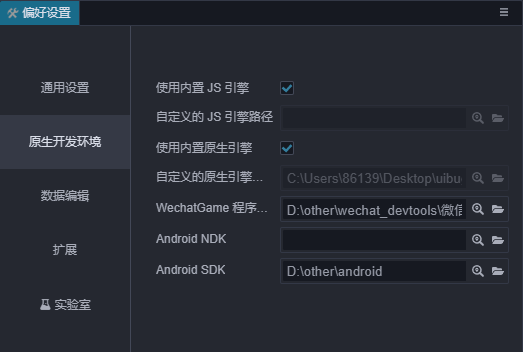 偏好设置
通用设置
原生开发环境
数据编辑
扩展
实验室
使用内置 JS 引擎
自定义的 JS 引擎路径
使用内置原生引擎
自定义的原生引擎... C:\Users\86139\Desktop\uibu
WechatGame 程序... D:\other\wechat_devtools\微信
Android NDK
Android SDK D:\other\android